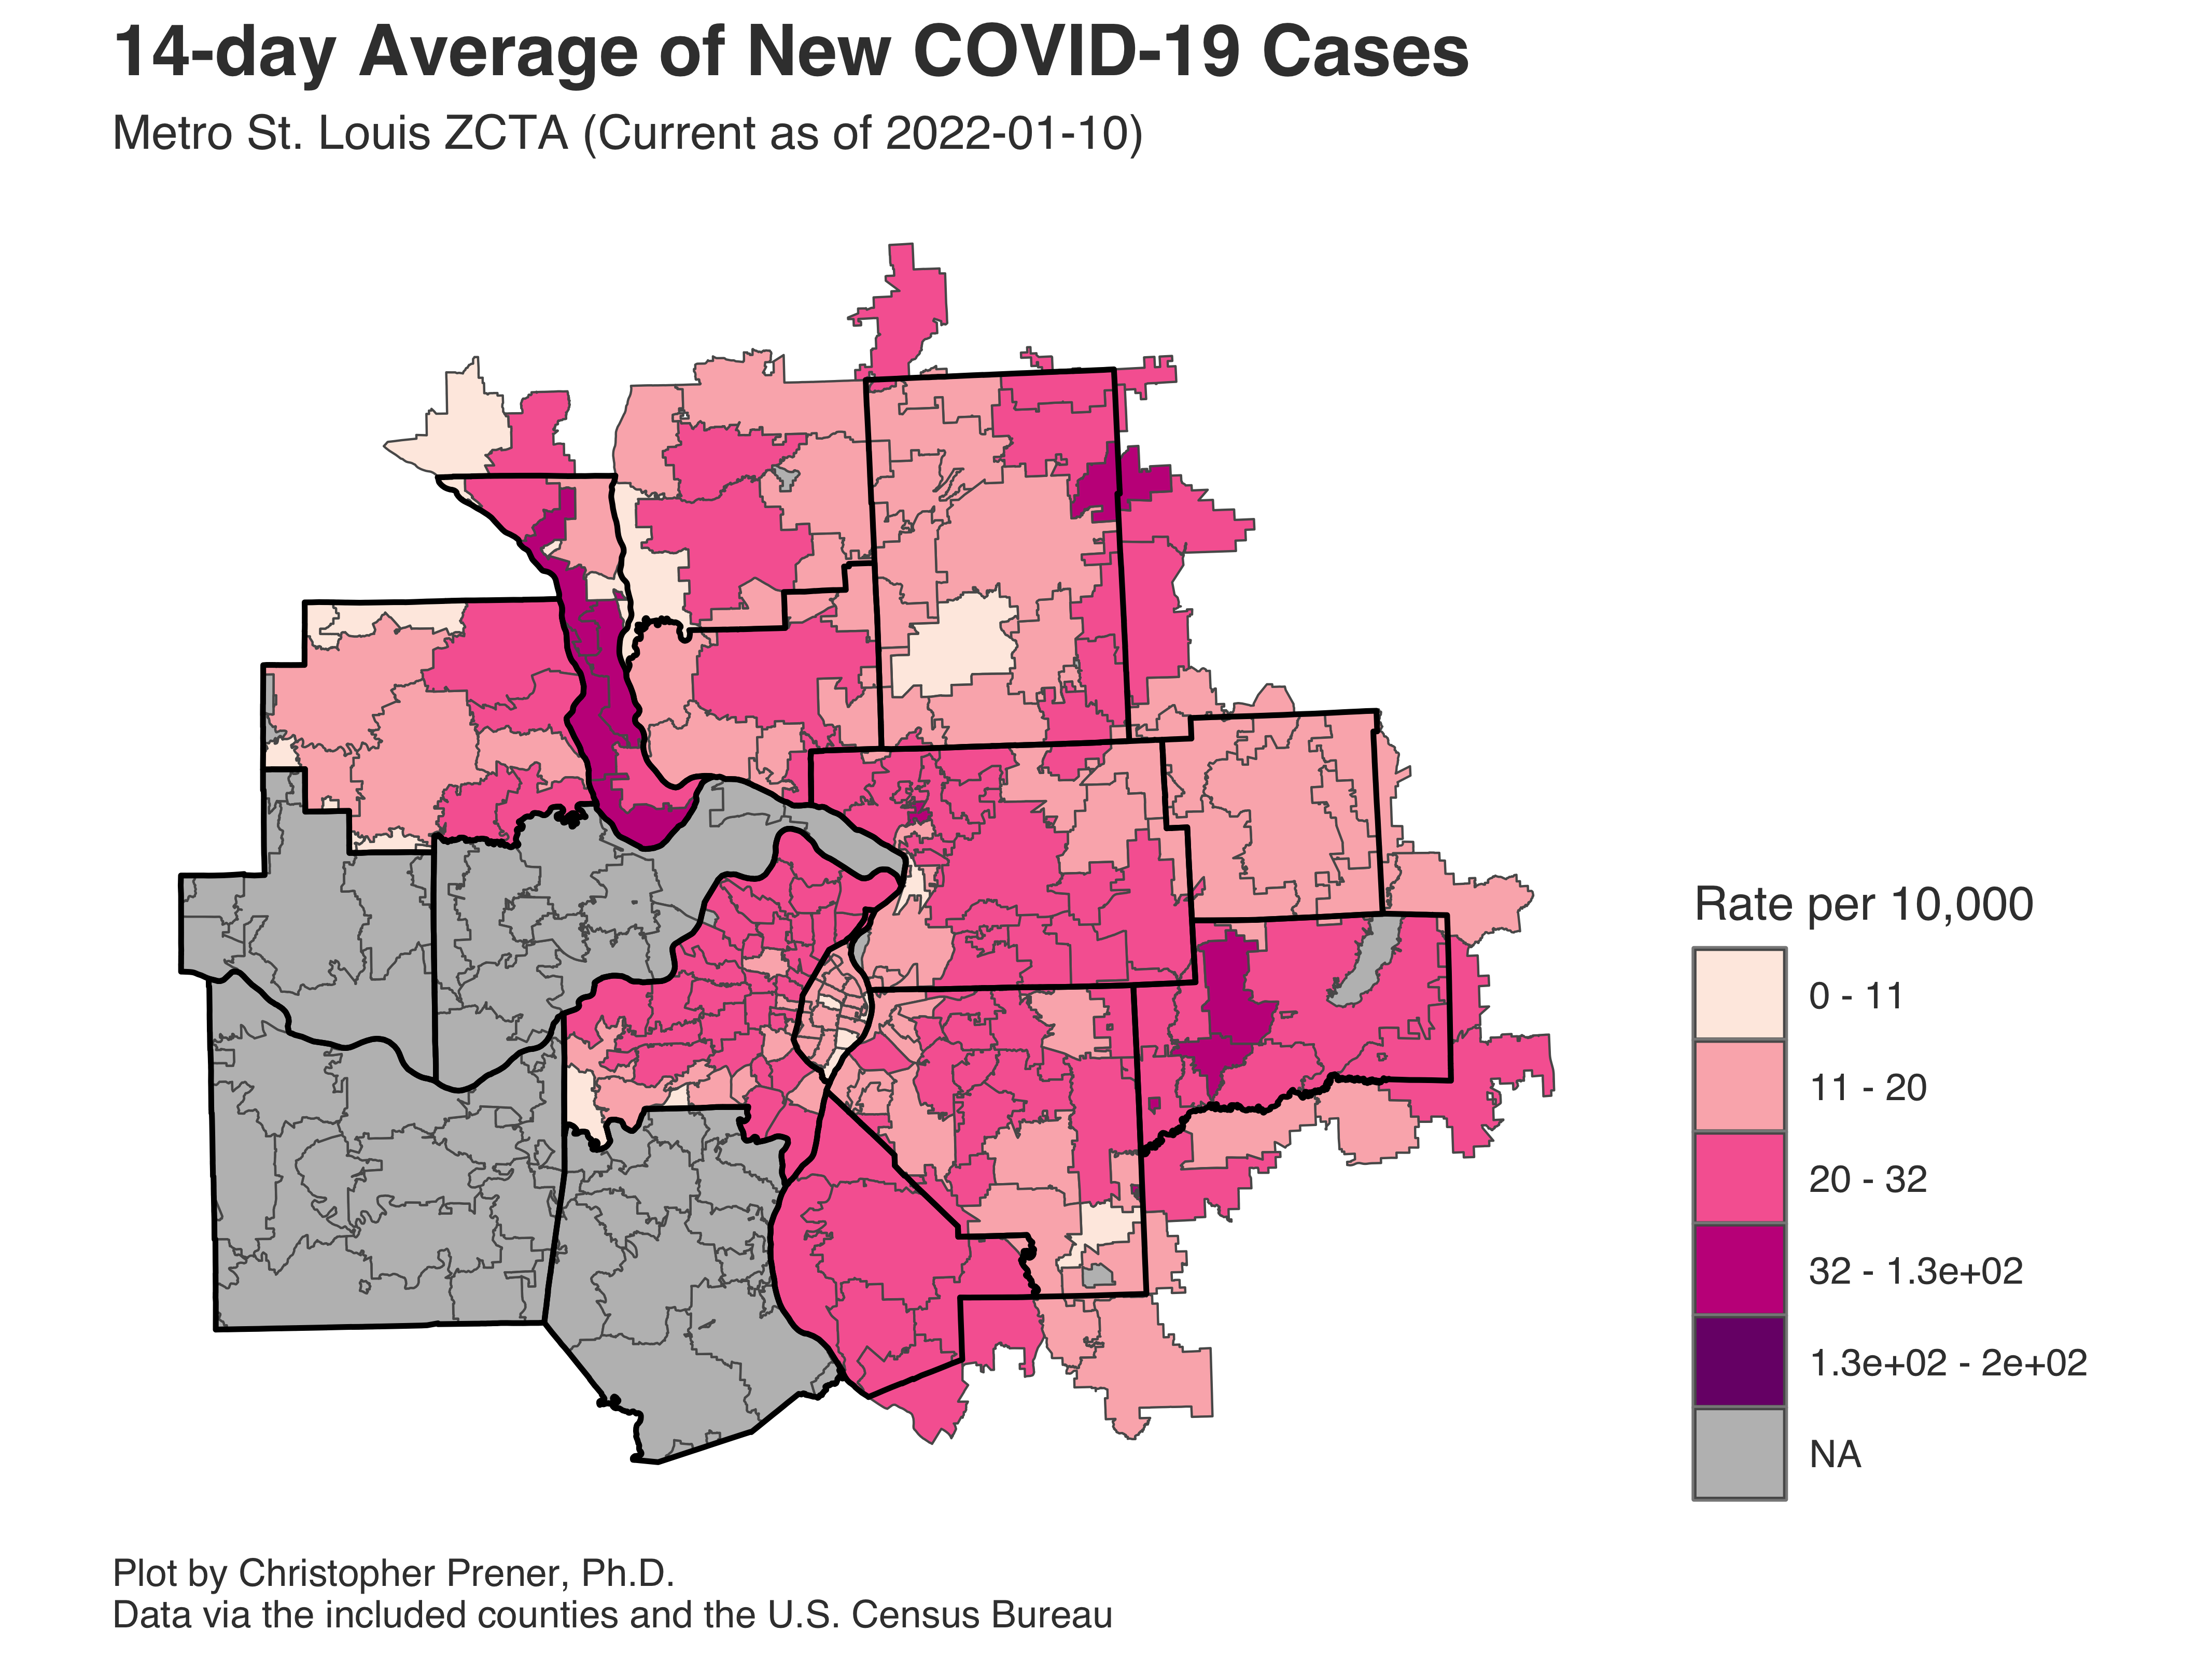 14-day Average of New COVID-19 Cases
Metro St. Louis ZCTA (Current as of 2022-01-10)
Rate per 10,000
0 - 11
11 - 20
20 - 32
32 - 1.3e+02
1.3e+02 - 2e+02
NA
Plot by Christopher Prener, Ph.D.
Data via the included counties and the U.S. Census Bureau